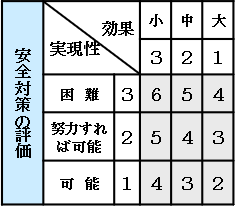 安全対策の評価
効果 小 中 大
実現性 3 2 1
困難 3 6 5 4
努力すれ
ば可能 2 5 4 3
可能 1 4 3 2